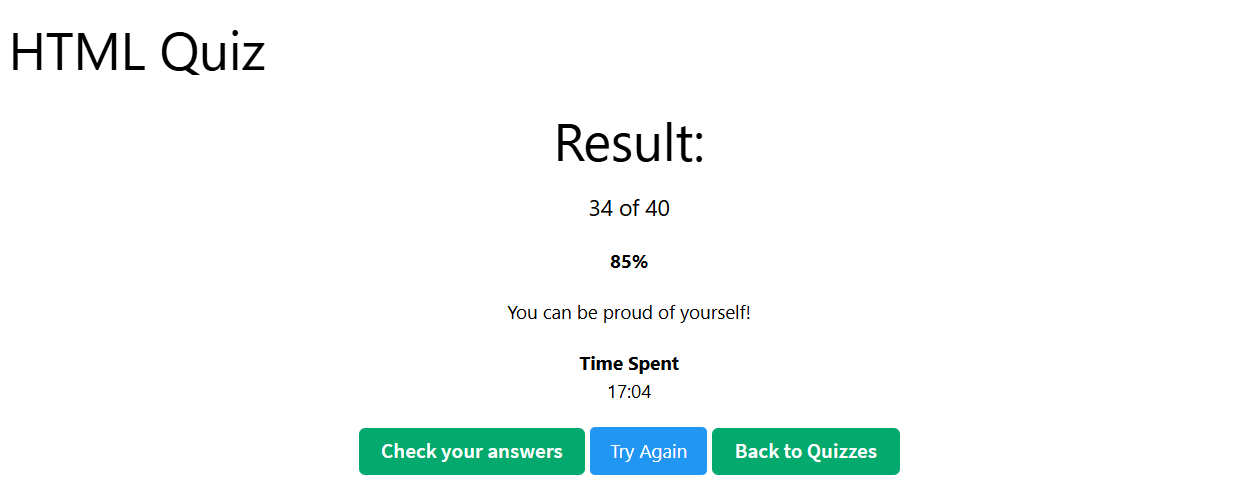 HTML Quiz
Result:
34 of 40
85%
You can be proud of yourself!
Time Spent
17:04
Check your answers
Try Again
Back to Quizzes